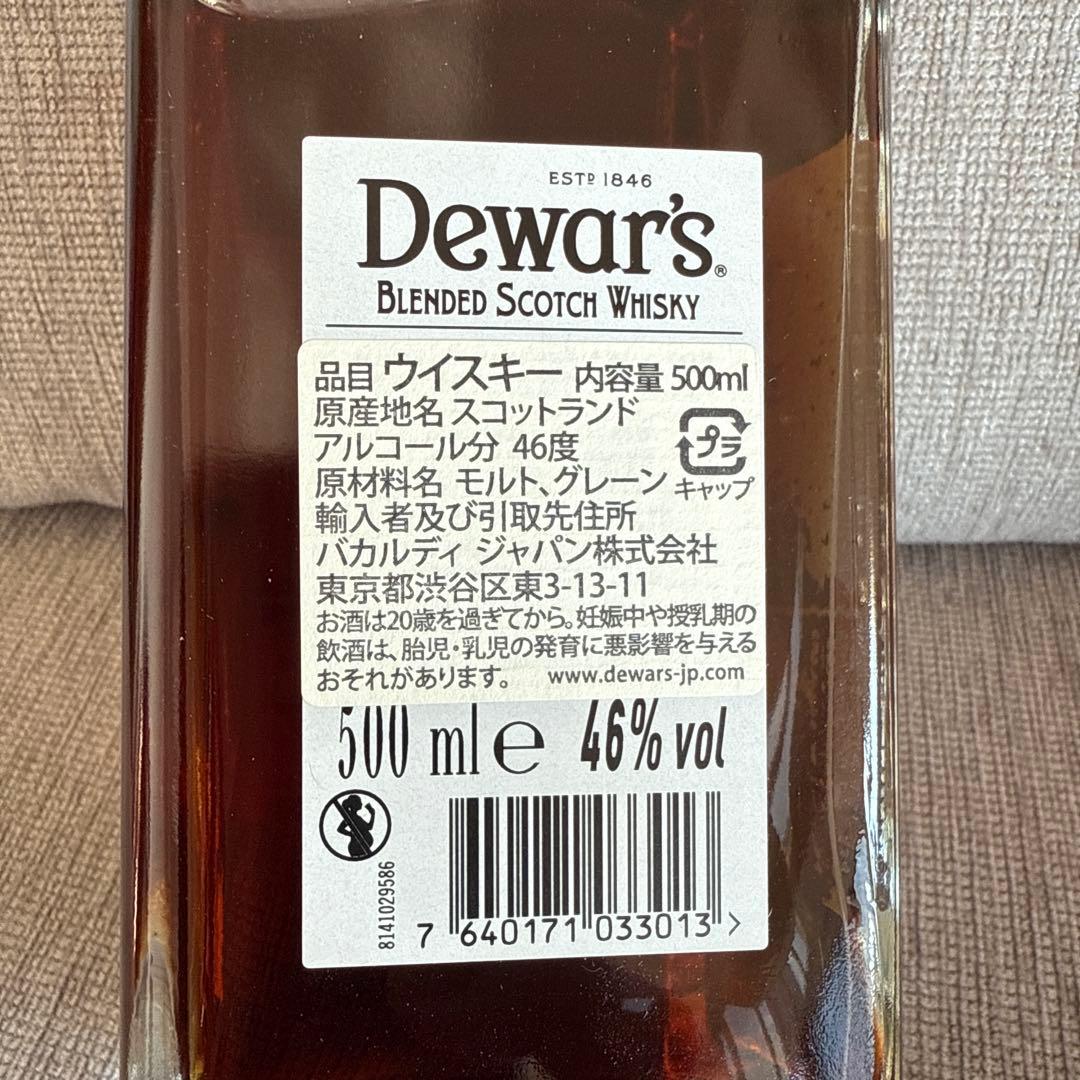 ESTD 1846
Dewar's®
BLENDED SCOTCH WHISKY
品目 ウイスキー 内容量 500ml
原産地名 スコットランド
アルコール分 46度
プラ
原材料名 モルト、グレーン
キャップ
輸入者及び引取先住所
バカルディ ジャパン株式会社
東京都渋谷区東3-13-11
お酒は20歳を過ぎてから。妊娠中や授乳期の
飲酒は、胎児・乳児の発育に悪影響を与える
おそれがあります。 www.dewars-jp.com
500 ml e 46% vol
8141029586
7 640171 033013 >